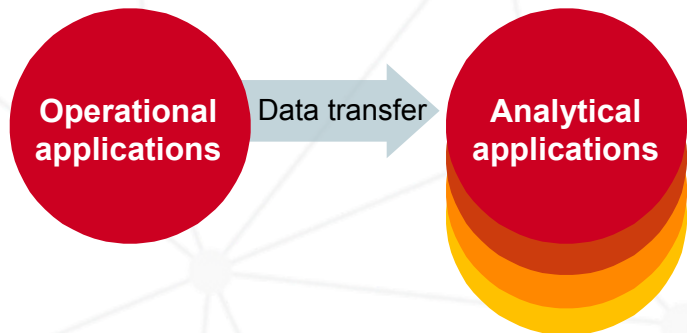 Operational
applications
Data transfer
Analytical
applications